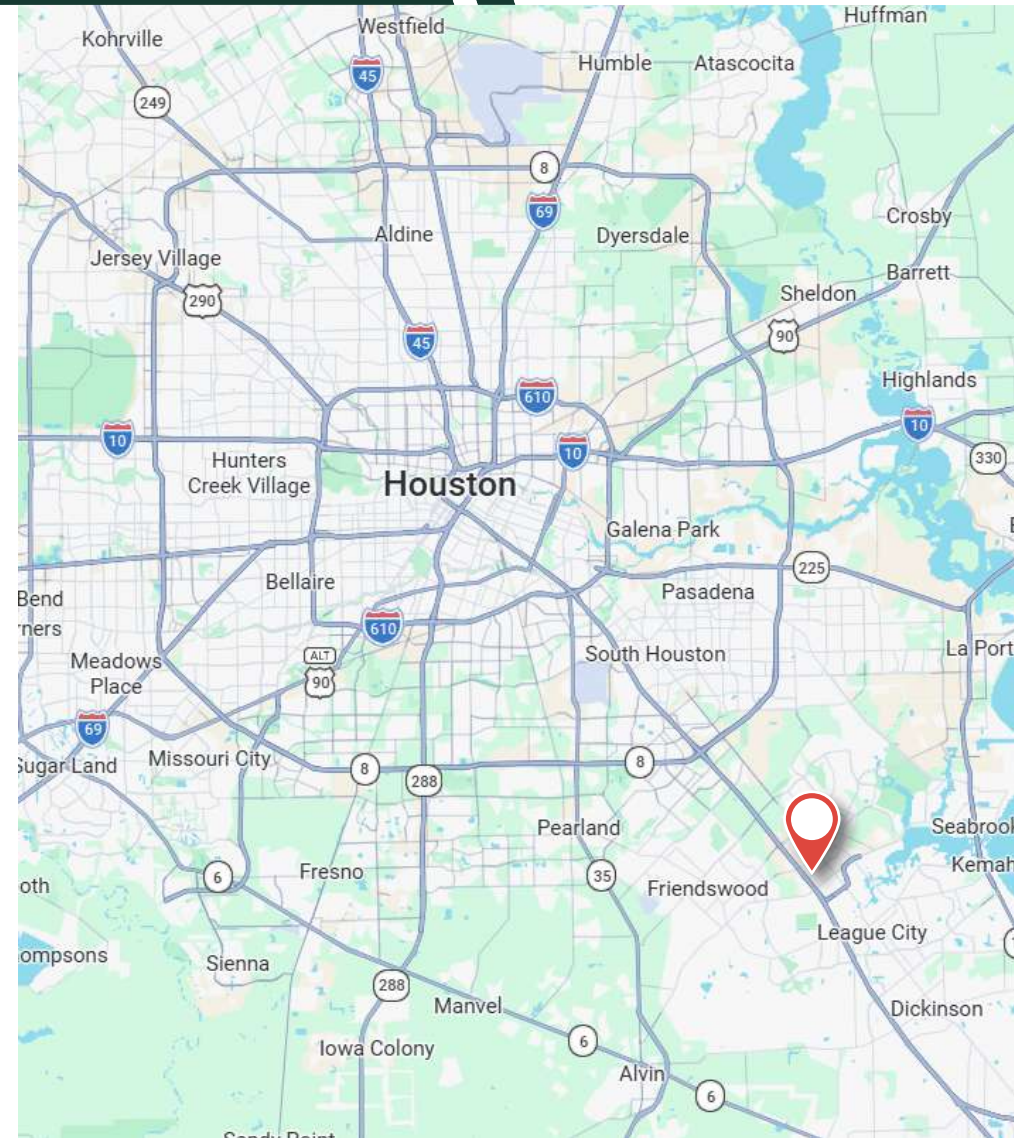 Huffman
Westfield
Kohrville
Humble
Atascocita
45
249
8
69
Crosby
Aldine
Dyersdale
Jersey Village
Barrett
Sheldon
290
90
45
Highlands
610
10
10
330
Hunters
Creek Village
Houston
Galena Park
225
Bellaire
Pasadena
Bend
rners
610
South Houston
La Port
ALT
90
Meadows
Place
69
Missouri City
Sugar Land
8
8
288
Pearland
Seabrook
Kemah
6
Fresno
35
Friendswood
oth
League City
ompsons
Sienna
288
Manvel
Dickinson
6
Iowa Colony
Alvin
6
Sandy Point